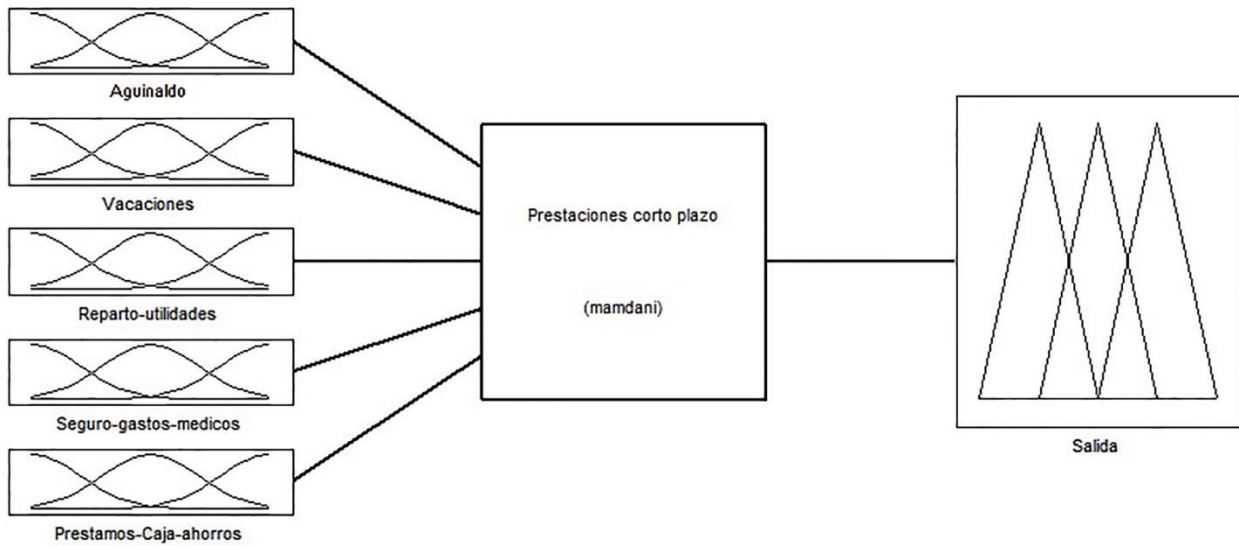 Aguinaldo
Vacaciones
Reparto-utilidades
Seguro-gastos-medicos
Prestamos-Caja-ahorros
Prestaciones corto plazo
(mamdani)
Salida